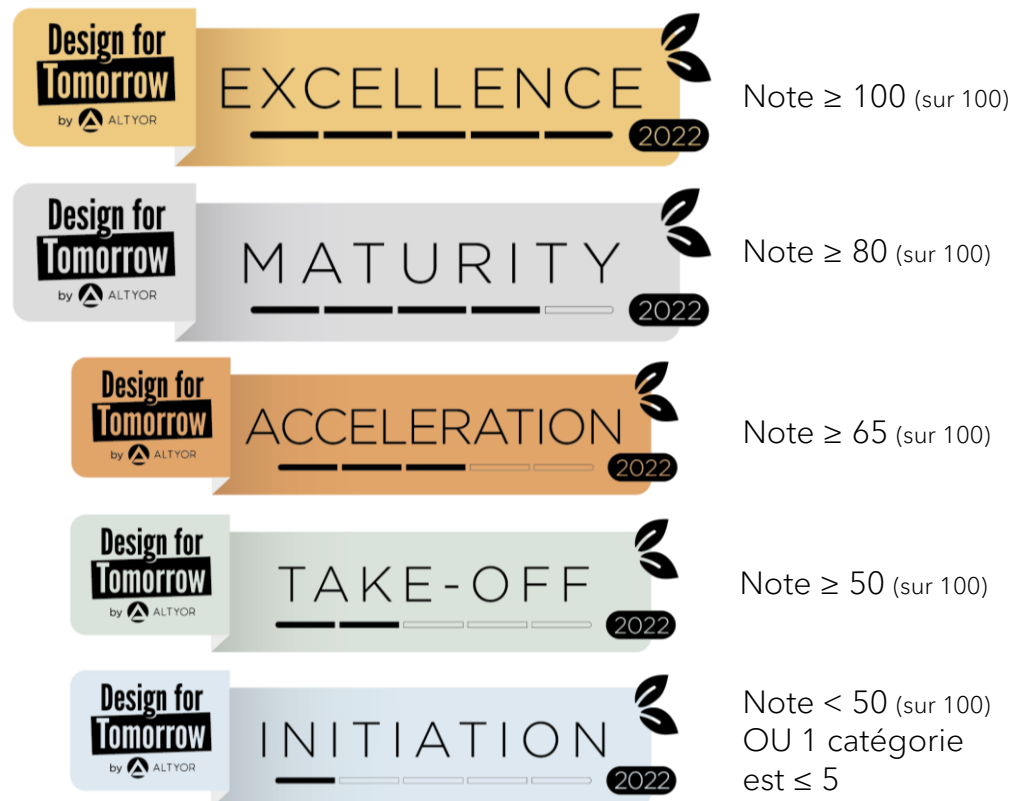 Design for
Tomorrow
by ALTYOR
EXCELLENCE
2022
Note ≥ 100 (sur 100)
Design for
Tomorrow
by ALTYOR
MATURITY
2022
Note ≥ 80 (sur 100)
Design for
Tomorrow
by ALTYOR
ACCELERATION
2022
Note ≥ 65 (sur 100)
Design for
Tomorrow
by ALTYOR
TAKE-OFF
2022
Note ≥ 50 (sur 100)
Design for
Tomorrow
by ALTYOR
INITIATION
2022
Note < 50 (sur 100)
OU 1 catégorie
est ≤ 5